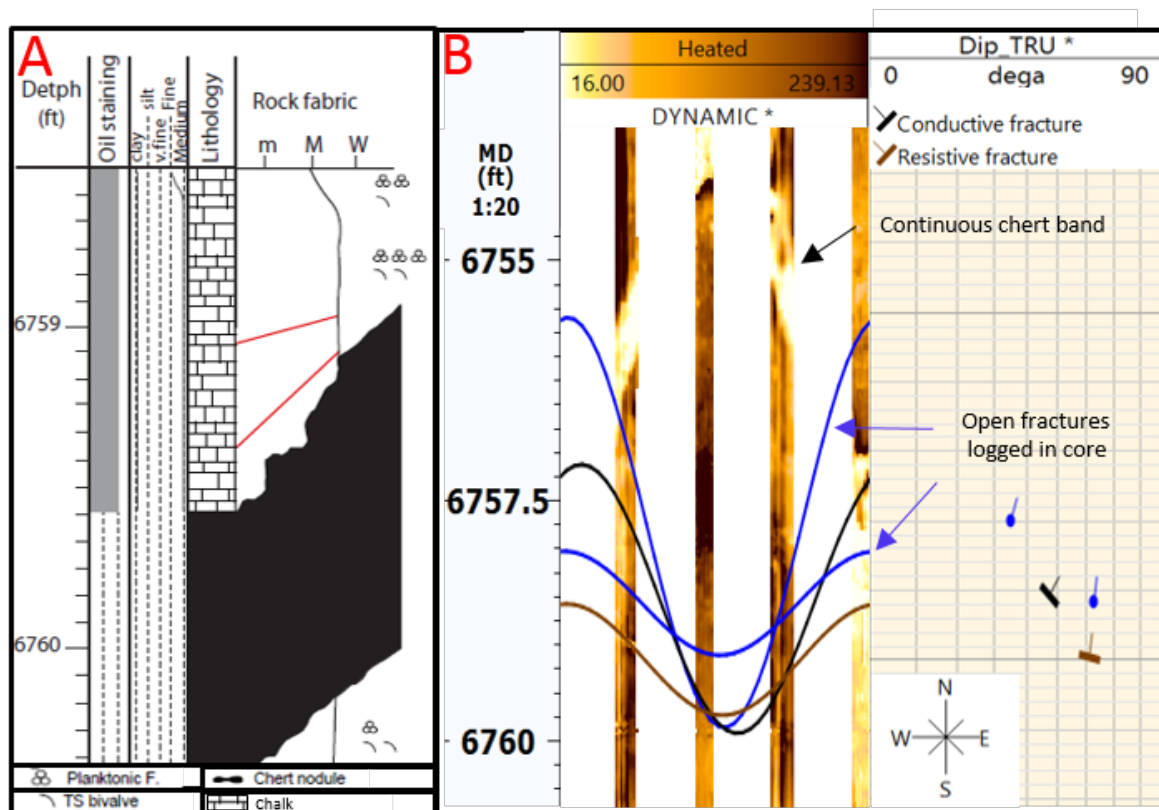 A
Detpth
(ft)
Oil staining
clay
silt
v.fine
Fine
Medium
Lithology
Rock fabric
m M W
6759
6760
Planktonic F.
Chert nodule
TS bivalve
Chalk
B
Heated
16.00 239.13
DYNAMIC *
MD
(ft)
1:20
6755
6757.5
6760
Dip_TRU *
0 dega 90
Conductive fracture
Resistive fracture
Continuous chert band
Open fractures
logged in core
N
W E
S